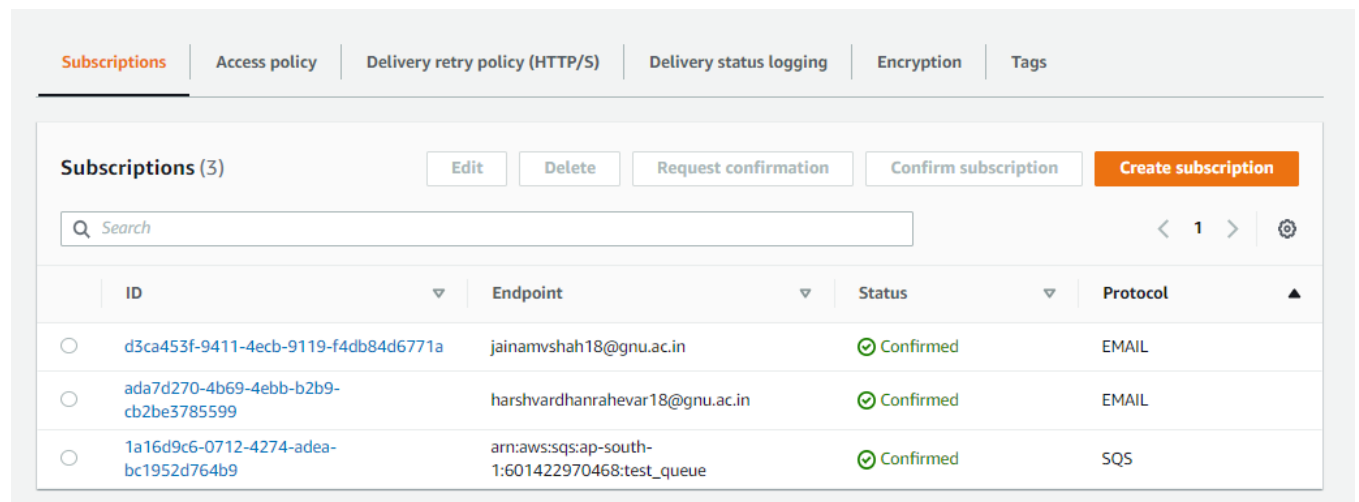 Subscriptions Access policy Delivery retry policy (HTTP/S) Delivery status logging Encryption Tags
Subscriptions (3) Edit Delete Request confirmation Confirm subscription Create subscription
Search 1
ID Endpoint Status Protocol
d3ca453f-9411-4ecb-9119-f4db84d6771a jainamvshah18@gnu.ac.in Confirmed EMAIL
ada7d270-4b69-4ebb-b2b9-
cb2be3785599 harshvardhanrahevar18@gnu.ac.in Confirmed EMAIL
1a16d9c6-0712-4274-adea- arn:aws:sqs:ap-south-
bc1952d764b9 1:601422970468:test_queue Confirmed SQS